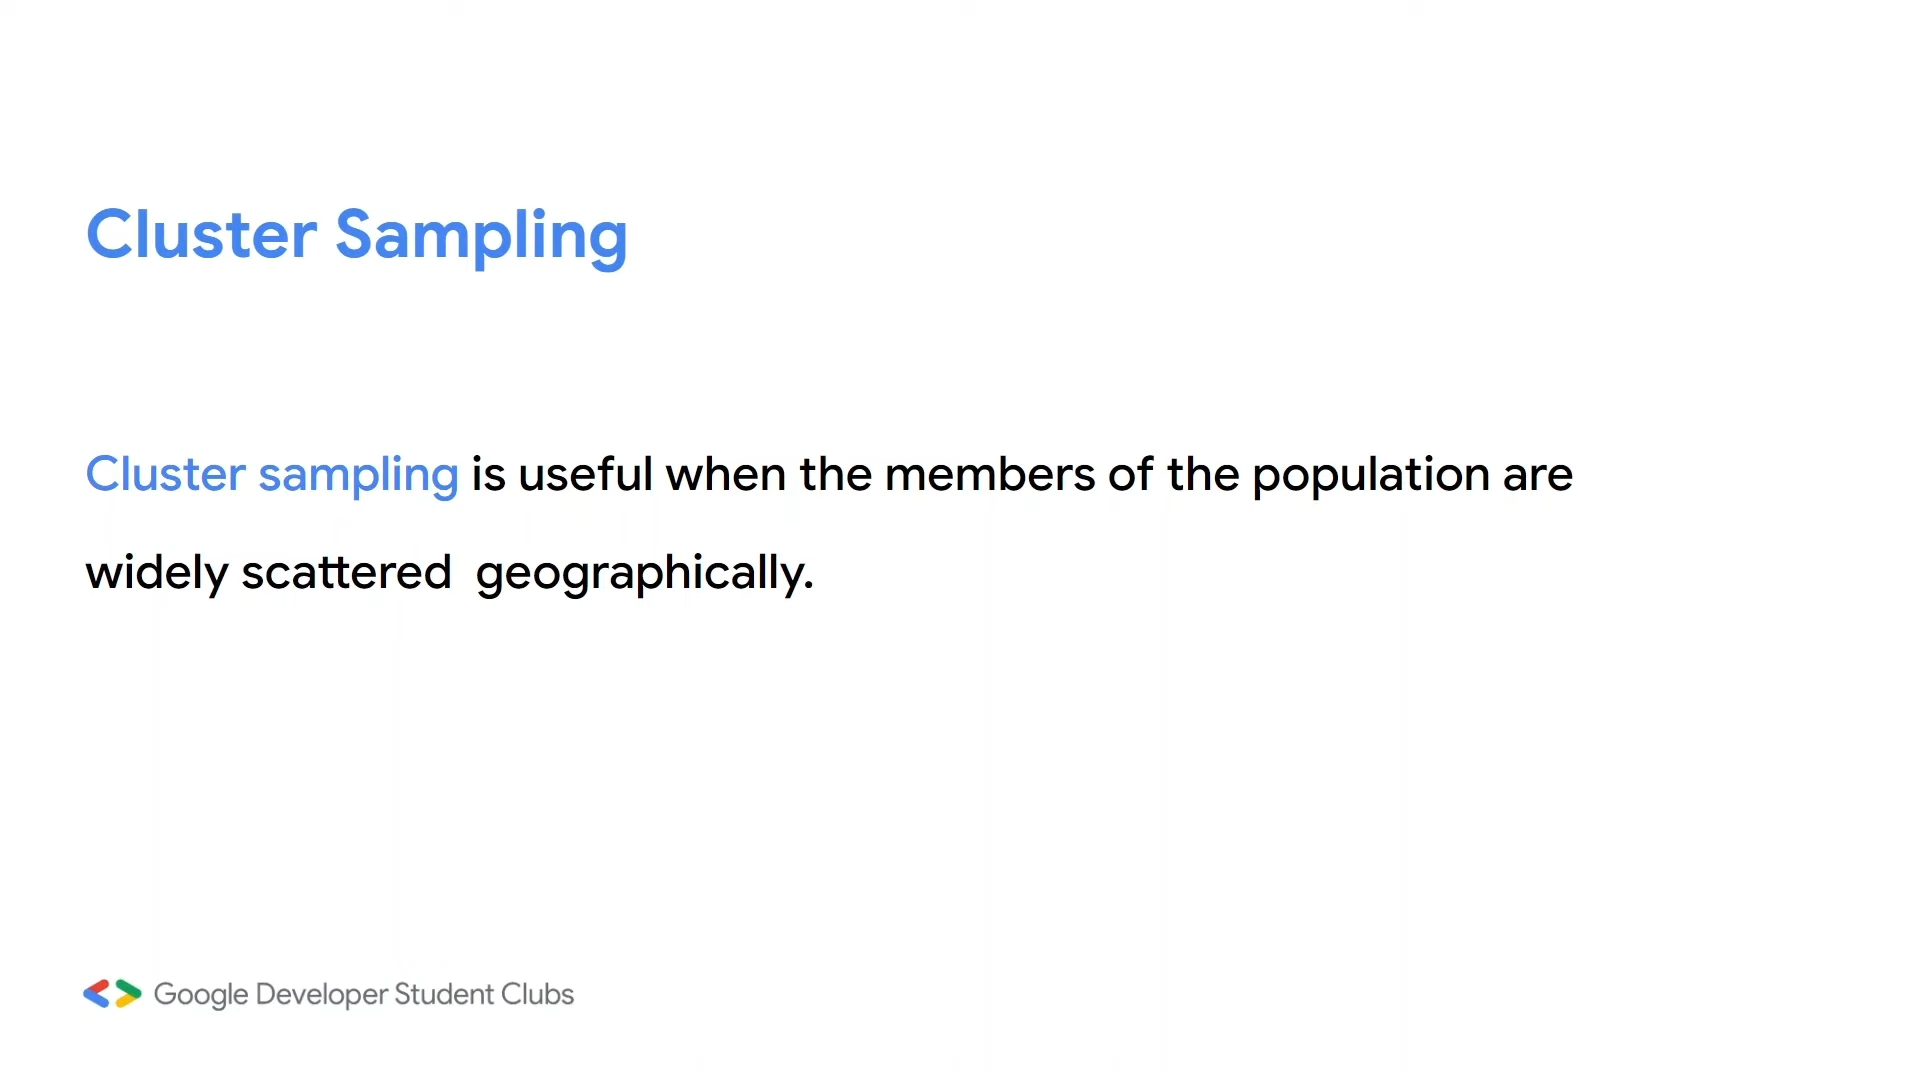 Cluster Sampling
Cluster sampling is useful when the members of the population are
widely scattered  geographically.
Google Developer Student Clubs